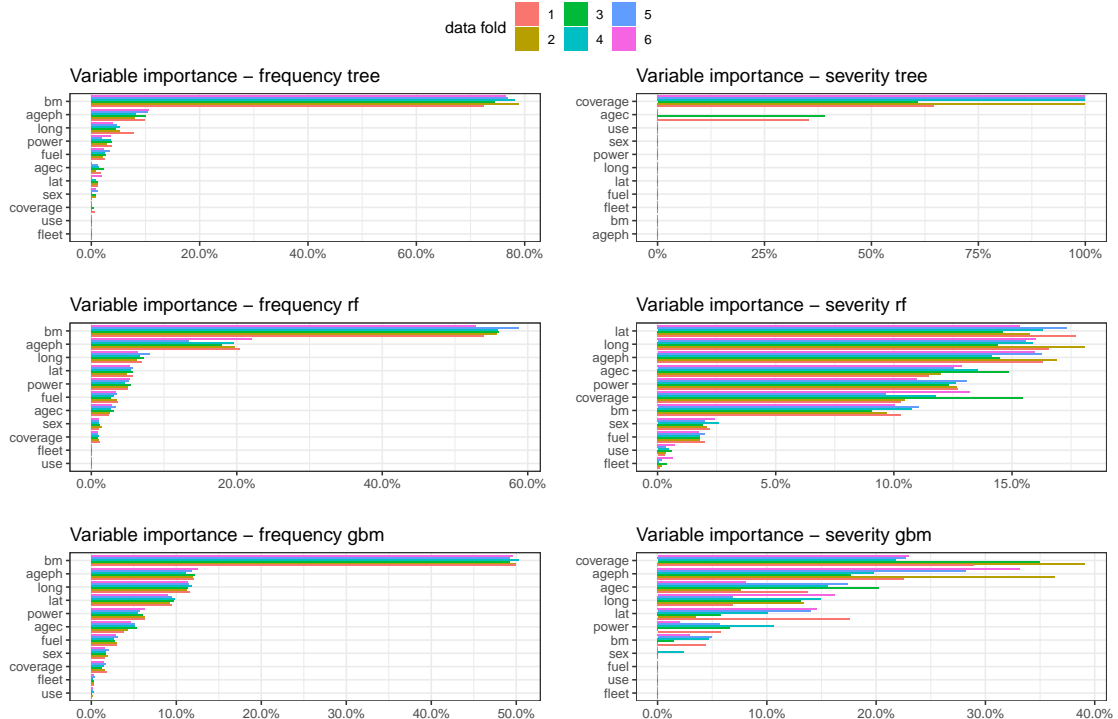 data fold 1 3 5
2 4 6
Variable importance – frequency tree
bm
ageph
long
power
fuel
agec
lat
sex
coverage
use
fleet
0.0% 20.0% 40.0% 60.0% 80.0%
Variable importance – severity tree
coverage
agec
use
sex
power
long
lat
fuel
fleet
bm
ageph
0% 25% 50% 75% 100%
Variable importance – frequency rf
bm
ageph
long
lat
power
fuel
agec
sex
coverage
fleet
use
0.0% 20.0% 40.0% 60.0%
Variable importance – severity rf
lat
long
ageph
agec
power
coverage
bm
sex
fuel
use
fleet
0.0% 5.0% 10.0% 15.0%
Variable importance – frequency gbm
bm
ageph
long
lat
power
agec
fuel
sex
coverage
fleet
use
0.0% 10.0% 20.0% 30.0% 40.0% 50.0%
Variable importance – severity gbm
coverage
ageph
agec
long
lat
power
bm
sex
fuel
use
fleet
0.0% 10.0% 20.0% 30.0% 40.0%